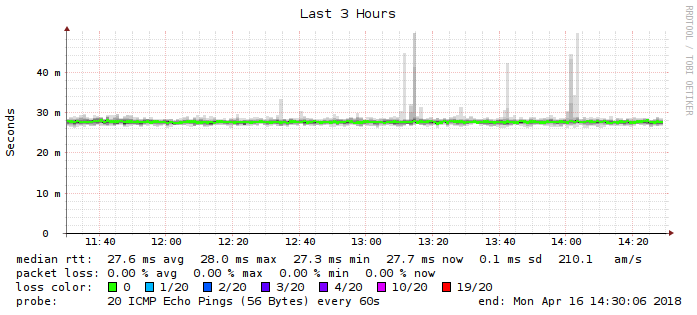 Last 3 Hours
RRDTOOL / TOBI OETIKER
Seconds
40 m
30 m
20 m
10 m
0
11:40 12:00 12:20 12:40 13:00 13:20 13:40 14:00 14:20
median rtt: 27.6 ms avg 28.0 ms max 27.3 ms min 27.7 ms now 0.1 ms sd 210.1 am/s
packet loss: 0.00 % avg 0.00 % max 0.00 % min 0.00 % now
loss color: 0 1/20 2/20 3/20 4/20 10/20 19/20
probe: 20 ICMP Echo Pings (56 Bytes) every 60s end: Mon Apr 16 14:30:06 2018